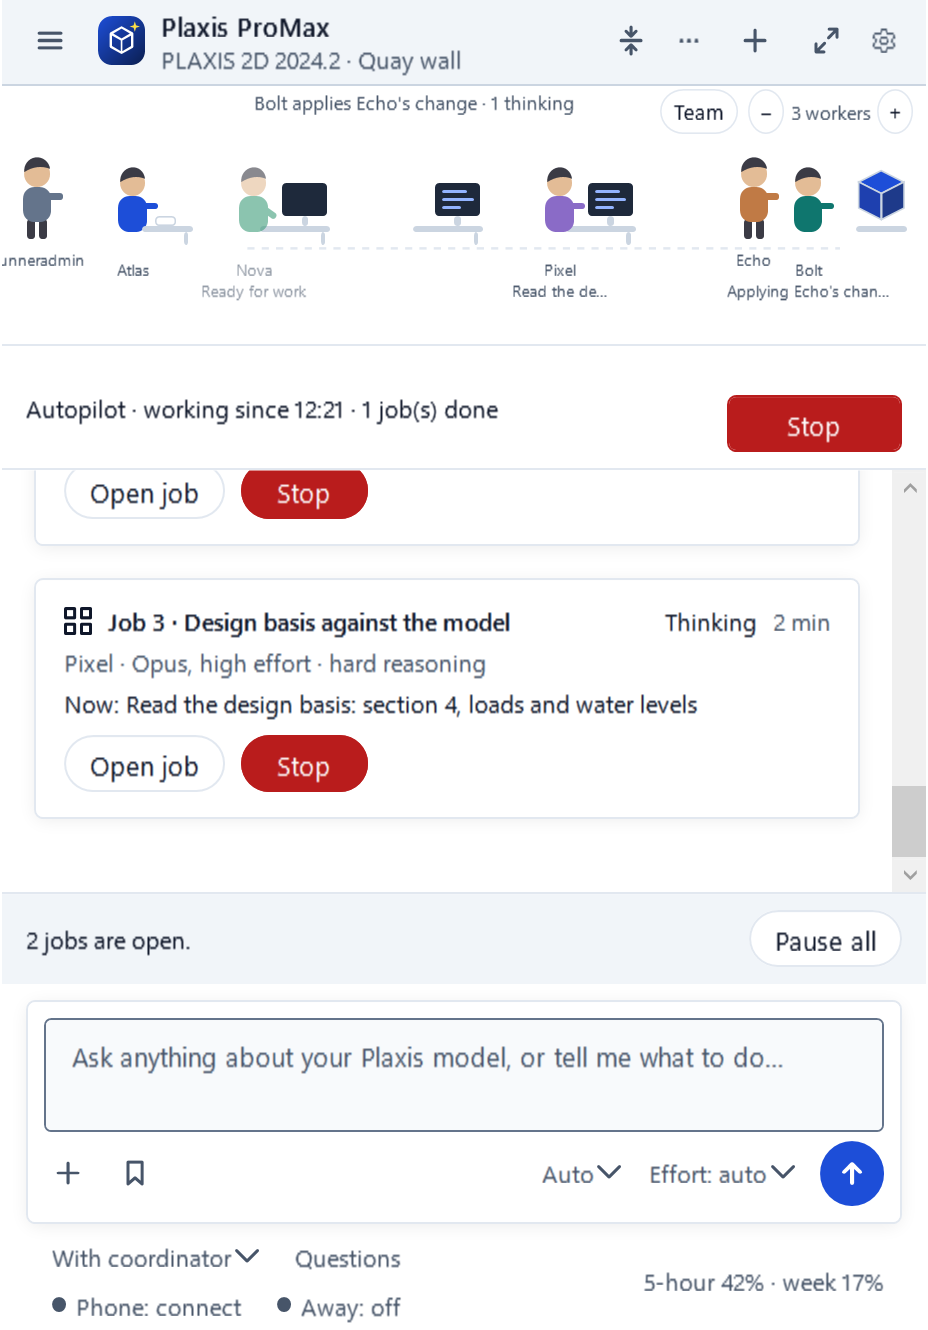 Plaxis ProMax
PLAXIS 2D 2024.2 · Quay wall
Bolt applies Echo's change · 1 thinking
Team
– 3 workers +
unneradmin
Atlas
Nova
Ready for work
Pixel
Read the de...
Echo
Bolt
Applying Echo's chan...
Autopilot · working since 12:21 · 1 job(s) done
Stop
Open job
Stop
Job 3 · Design basis against the model
Thinking 2 min
Pixel · Opus, high effort · hard reasoning
Now: Read the design basis: section 4, loads and water levels
Open job
Stop
2 jobs are open.
Pause all
Ask anything about your Plaxis model, or tell me what to do...
Auto
Effort: auto
With coordinator
Questions
5-hour 42% · week 17%
Phone: connect
Away: off